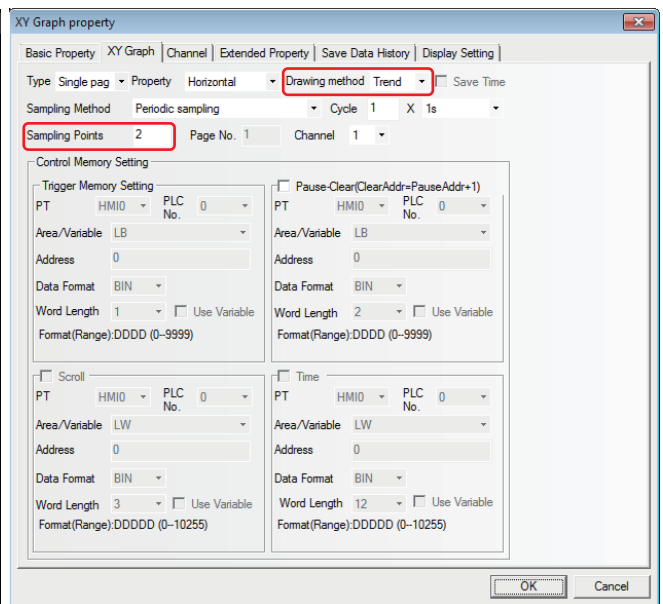 XY Graph property
Basic Property XY Graph Channel Extended Property Save Data History Display Setting
Type Single pag Property Horizontal Drawing method Trend Save Time
Sampling Method Periodic sampling Cycle 1 X 1s
Sampling Points 2 Page No. 1 Channel 1
Control Memory Setting
Trigger Memory Setting
PT HMI0 PLC No. 0
Area/Variable LB
Address 0
Data Format BIN
Word Length 1 Use Variable
Format(Range):DDDD (0--9999)
Pause-Clear(ClearAddr=PauseAddr+1)
PT HMI0 PLC No. 0
Area/Variable LB
Address 0
Data Format BIN
Word Length 2 Use Variable
Format(Range):DDDD (0--9999)
Scroll
PT HMI0 PLC No. 0
Area/Variable LW
Address 0
Data Format BIN
Word Length 3 Use Variable
Format(Range):DDDDD (0--10255)
Time
PT HMI0 PLC No. 0
Area/Variable LW
Address 0
Data Format BIN
Word Length 12 Use Variable
Format(Range):DDDDD (0--10255)
OK Cancel